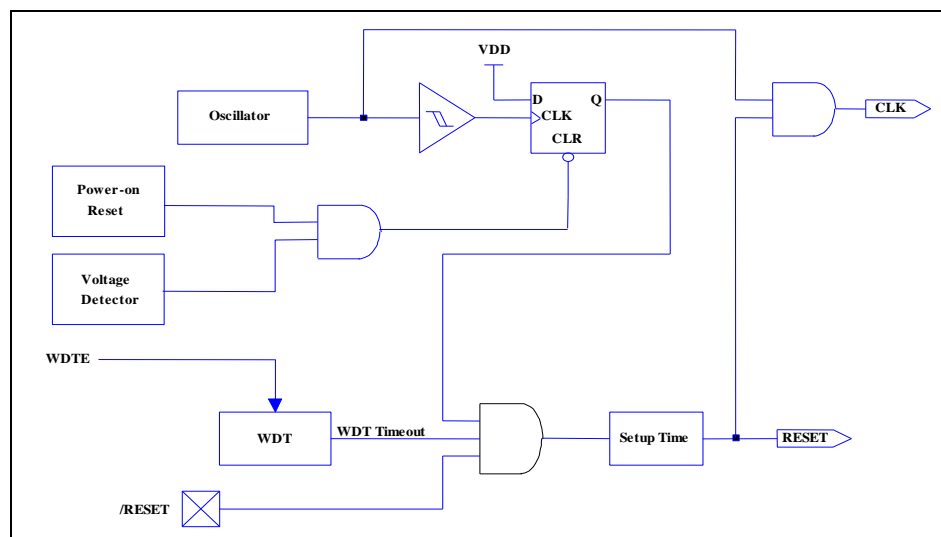 VDD
Oscillator
D
Q
CLK
CLR
CLK
Power-on
Reset
Voltage
Detector
WDTE
WDT
WDT Timeout
Setup Time
RESET
/RESET